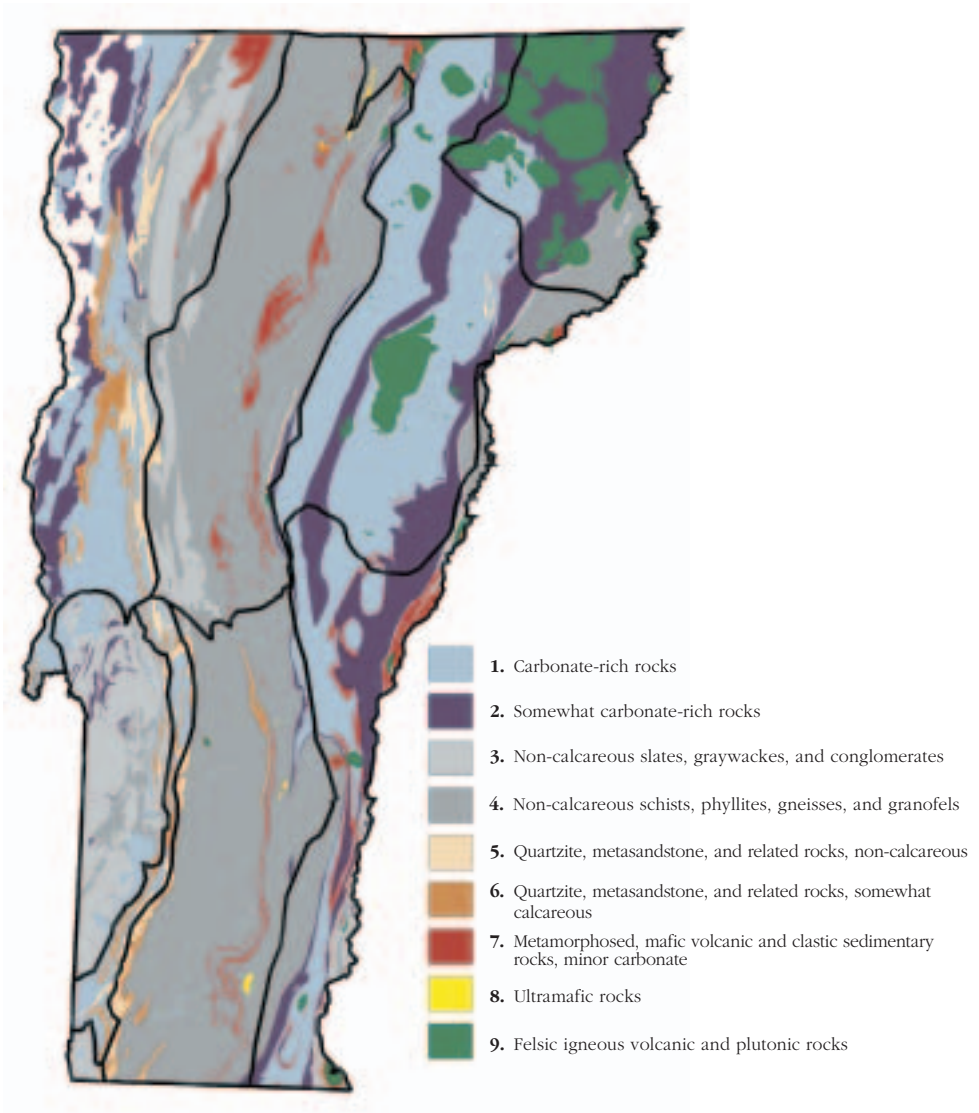 1. Carbonate-rich rocks
2. Somewhat carbonate-rich rocks
3. Non-calcareous slates, graywackes, and conglomerates
4. Non-calcareous schists, phyllites, gneisses, and granofels
5. Quartzite, metasandstone, and related rocks, non-calcareous
6. Quartzite, metasandstone, and related rocks, somewhat
calcareous
7. Metamorphosed, mafic volcanic and clastic sedimentary
rocks, minor carbonate
8. Ultramafic rocks
9. Felsic igneous volcanic and plutonic rocks